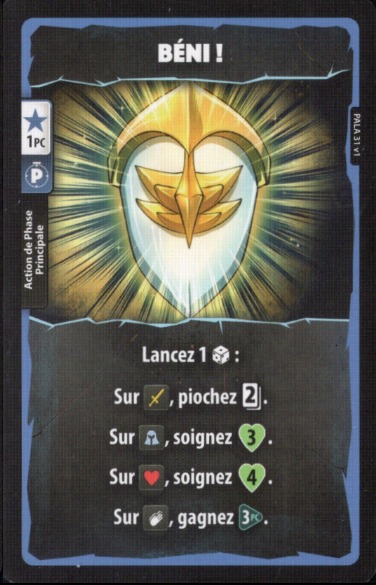 BÉNI !
1PC
P
PALA 31 v1
Action de Phase
Principale
Lancez 1 :
Sur , piochez 2.
Sur , soignez 3.
Sur , soignez 4.
Sur , gagnez 3PC.